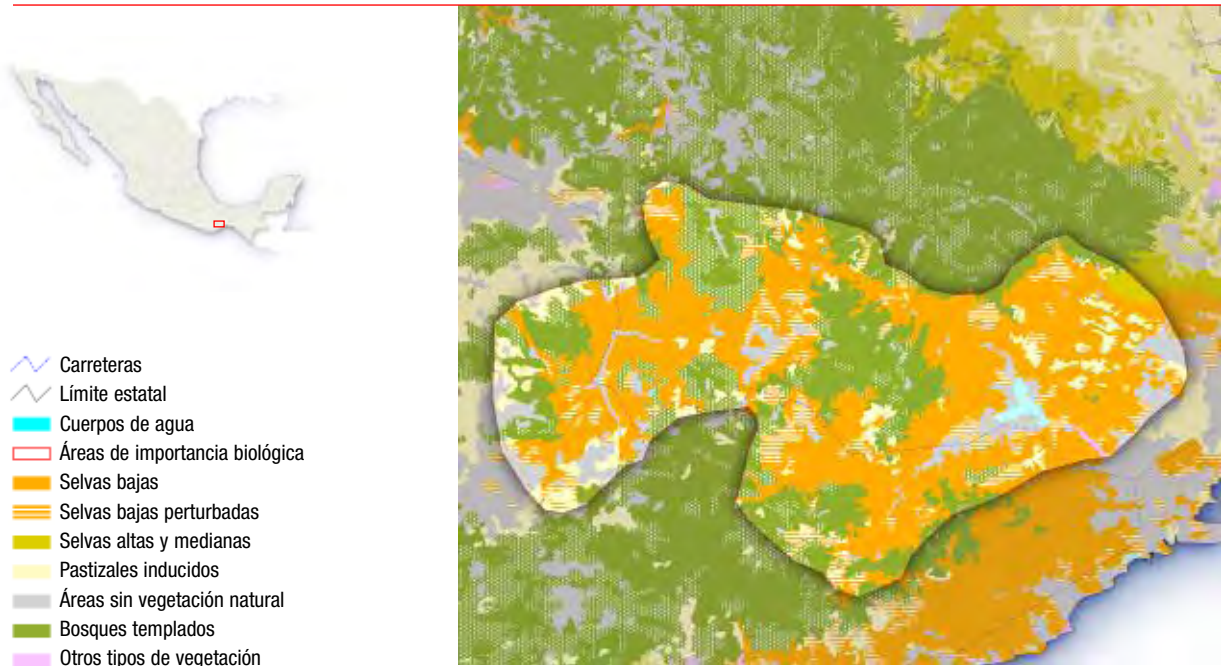 Carreteras
Límite estatal
Cuerpos de agua
Áreas de importancia biológica
Selvas bajas
Selvas bajas perturbadas
Selvas altas y medianas
Pastizales inducidos
Áreas sin vegetación natural
Bosques templados
Otros tipos de vegetación